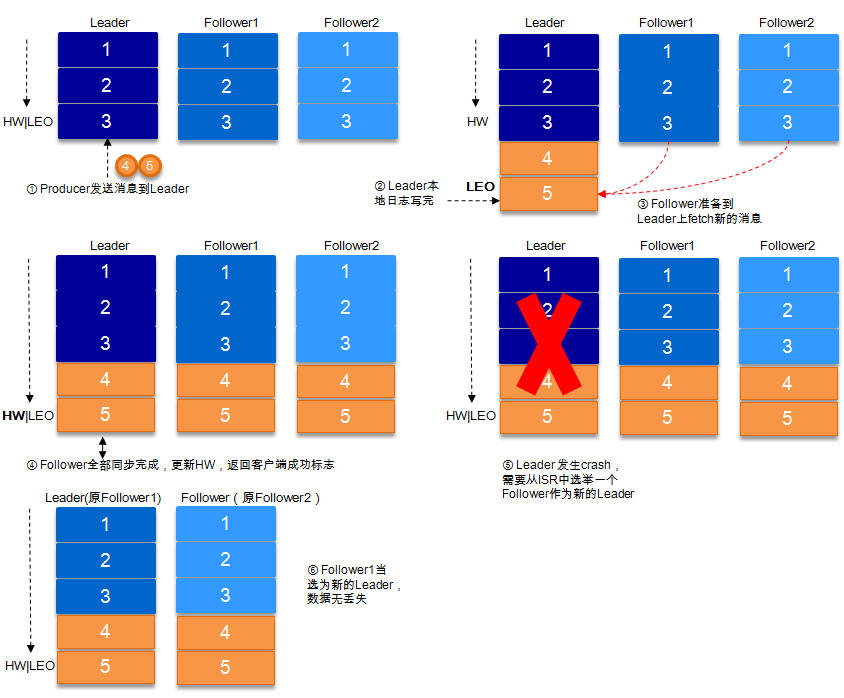 Leader Follower1 Follower2
1 1 1
2 2 2
3 3 3
HW|LEO
4 5
① Producer发送消息到Leader
Leader Follower1 Follower2
1 1 1
2 2 2
3 3 3
HW
4
5
LEO
② Leader本
地日志写完
③ Follower准备到
Leader上fetch新的消息
Leader Follower1 Follower2
1 1 1
2 2 2
3 3 3
4 4 4
5 5 5
HW|LEO
④ Follower全部同步完成，更新HW，返回客户端成功标志
Leader Follower1 Follower2
1 1 1
2 2 2
3 3
4 4 4
5 5 5
HW|LEO
⑤ Leader 发生crash，
需要从ISR中选举一个
Follower作为新的Leader
Leader(原Follower1) Follower（原Follower2）
1 1
2 2
3 3
4 4
5 5
HW|LEO
⑥ Follower1当
选为新的Leader，
数据无丢失